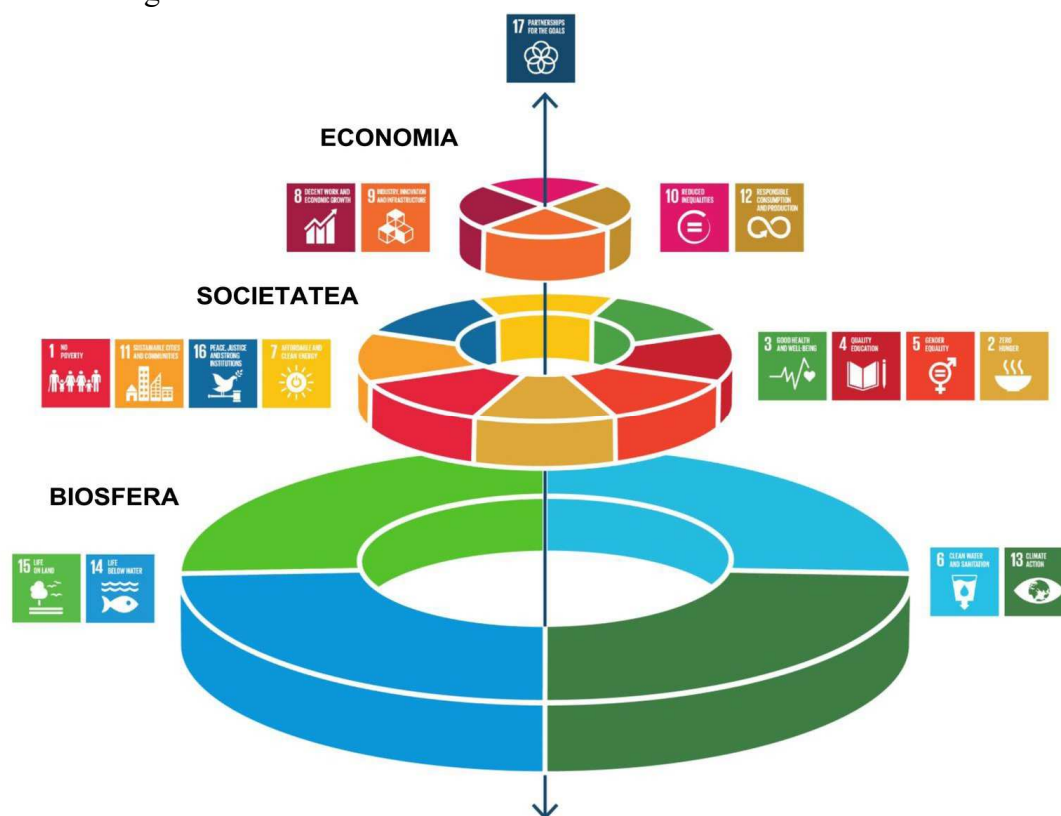 17 PARTNERSHIPS
FOR THE GOALS
ECONOMIA
8 DECENT WORK AND
ECONOMIC GROWTH
9 INDUSTRY, INNOVATION
AND INFRASTRUCTURE
10 REDUCED
INEQUALITIES
12 RESPONSIBLE
CONSUMPTION
AND PRODUCTION
SOCIETATEA
1 NO
POVERTY
11 SUSTAINABLE CITIES
AND COMMUNITIES
16 PEACE, JUSTICE
AND STRONG
INSTITUTIONS
7 AFFORDABLE AND
CLEAN ENERGY
3 GOOD HEALTH
AND WELL-BEING
4 QUALITY
EDUCATION
5 GENDER
EQUALITY
2 ZERO
HUNGER
BIOSFERA
15 LIFE
ON LAND
14 LIFE
BELOW WATER
6 CLEAN WATER
AND SANITATION
13 CLIMATE
ACTION